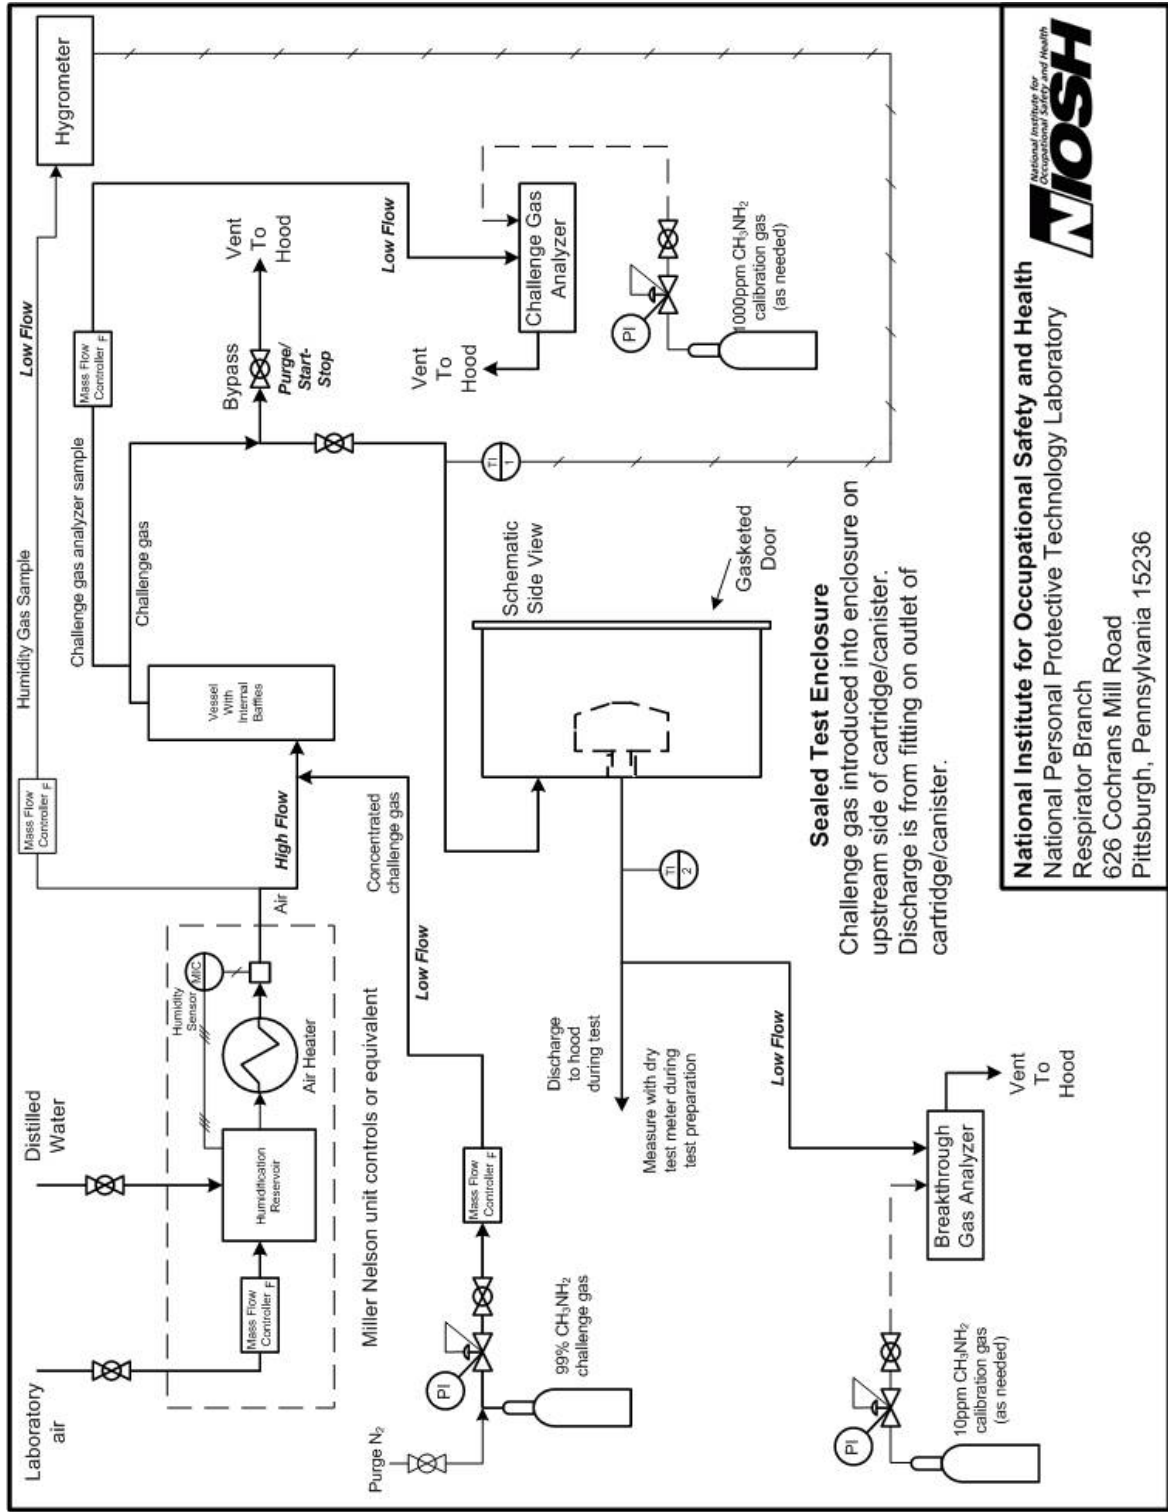 Laboratory
air
Distilled
Water
Mass Flow
Controller F
Humidification
Reservoir
Humidity
Sensor
MIC
Air Heater
Miller Nelson unit controls or equivalent
Air
High Flow
Mass Flow
Controller F
Humidity Gas Sample
Low Flow
Hygrometer
Vessel
With
Internal
Baffles
Challenge gas analyzer sample
Challenge gas
Mass Flow
Controller F
Bypass
Purge/
Start-
Stop
Vent
To
Hood
Low Flow
Challenge Gas
Analyzer
Vent
To
Hood
PI
1000ppm CH₃NH₂
calibration gas
(as needed)
TI
1
Purge N₂
PI
99% CH₃NH₂
challenge gas
Mass Flow
Controller F
Low Flow
Concentrated
challenge gas
Schematic
Side View
Gasketed
Door
Sealed Test Enclosure
Challenge gas introduced into enclosure on
upstream side of cartridge/canister.
Discharge is from fitting on outlet of
cartridge/canister.
TI
2
Discharge
to hood
during test
Measure with dry
test meter during
test preparation
Low Flow
Breakthrough
Gas Analyzer
Vent
To
Hood
PI
10ppm CH₃NH₂
calibration gas
(as needed)
National Institute for Occupational Safety and Health
National Personal Protective Technology Laboratory
Respirator Branch
626 Cochrans Mill Road
Pittsburgh, Pennsylvania 15236
National Institute for
Occupational Safety and Health
NIOSH